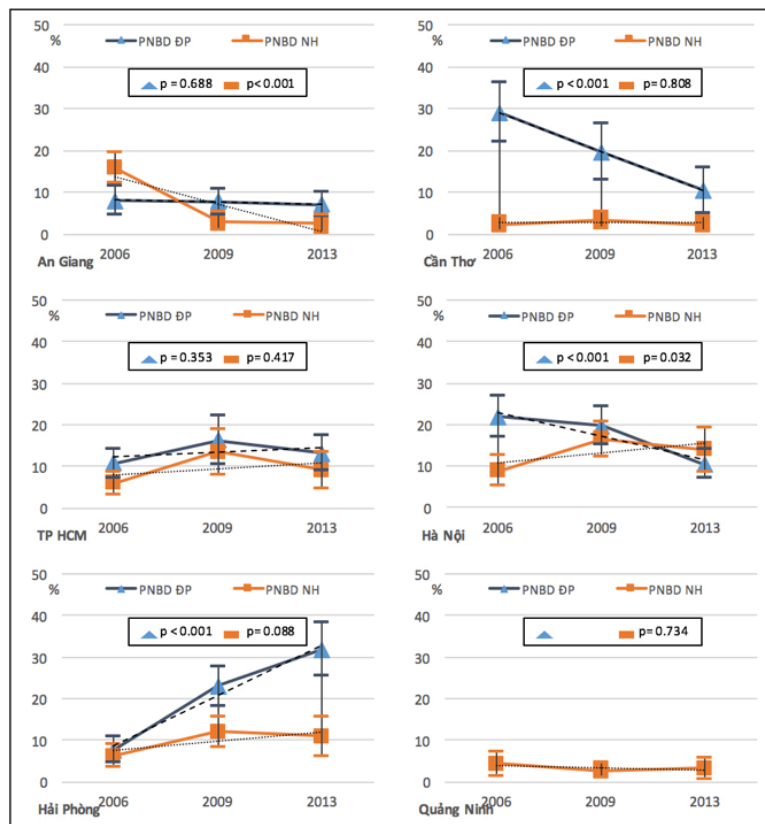 50
%
PNBD ĐP PNBD NH
40
p = 0.688 p< 0.001
30
20
10
0
2006 2009 2013
An Giang
50
%
PNBD ĐP PNBD NH
40
p < 0.001 p = 0.808
30
20
10
0
2006 2009 2013
Cần Thơ
50
%
PNBD ĐP PNBD NH
40
p = 0.353 p = 0.417
30
20
10
0
2006 2009 2013
TP HCM
50
%
PNBD ĐP PNBD NH
40
p < 0.001 p = 0.032
30
20
10
0
2006 2009 2013
Hà Nội
50
%
PNBD ĐP PNBD NH
40
p < 0.001 p = 0.088
30
20
10
0
2006 2009 2013
Hải Phòng
50
%
PNBD ĐP PNBD NH
40
p = 0.734
30
20
10
0
2006 2009 2013
Quảng Ninh